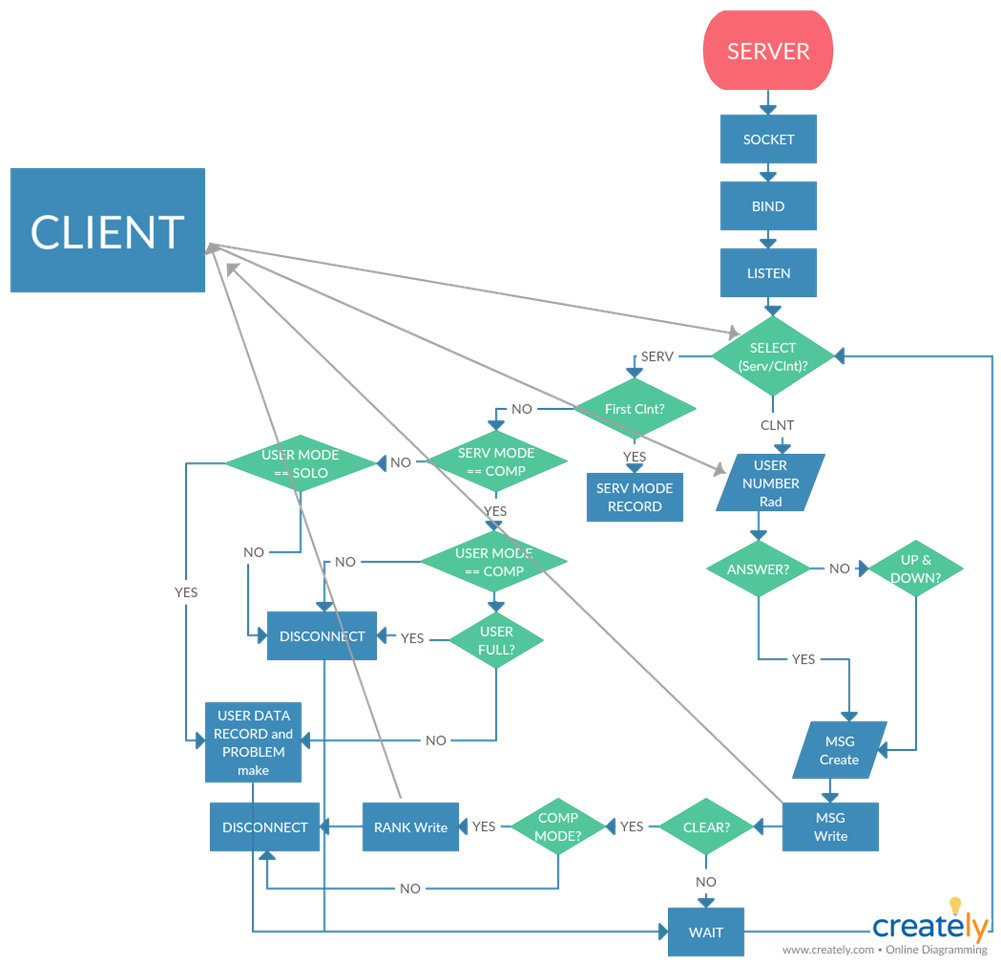 SERVER
SOCKET
BIND
CLIENT
LISTEN
SELECT
(Serv/Clnt)?
SERV
First Clnt?
NO
CLNT
USER MODE
== SOLO
NO
SERV MODE
== COMP
YES
SERV MODE
RECORD
USER
NUMBER
Rad
YES
USER MODE
== COMP
NO
NO
ANSWER?
NO
UP &
DOWN?
YES
DISCONNECT
YES
USER
FULL?
YES
USER DATA
RECORD and
PROBLEM
make
NO
MSG
Create
DISCONNECT
RANK Write
YES
COMP
MODE?
YES
CLEAR?
MSG
Write
NO
NO
WAIT
creately
www.creately.com • Online Diagramming